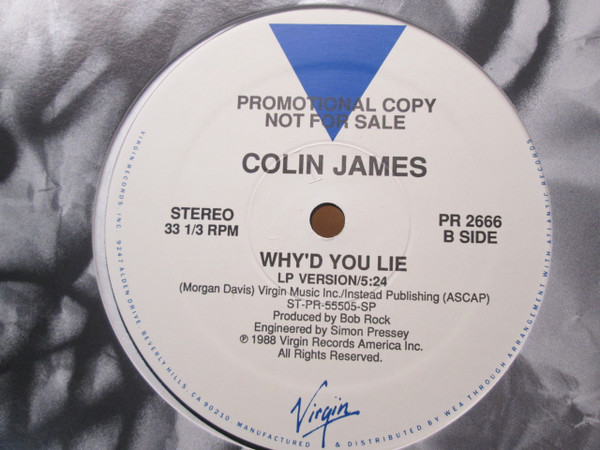 PROMOTIONAL COPY
NOT FOR SALE
COLIN JAMES
STEREO
33 1/3 RPM
PR 2666
B SIDE
WHY'D YOU LIE
LP VERSION/5:24
(Morgan Davis) Virgin Music Inc./Instead Publishing (ASCAP)
ST-PR-55505-SP
Produced by Bob Rock
Engineered by Simon Pressey
℗ 1988 Virgin Records America Inc.
All Rights Reserved.
Virgin
VIRGIN RECORDS INC. 9247 ALDEN DRIVE BEVERLY HILLS, CA 90210 MANUFACTURED & DISTRIBUTED BY WEA THROUGH ARRANGEMENT WITH ATLANTIC RECORDS